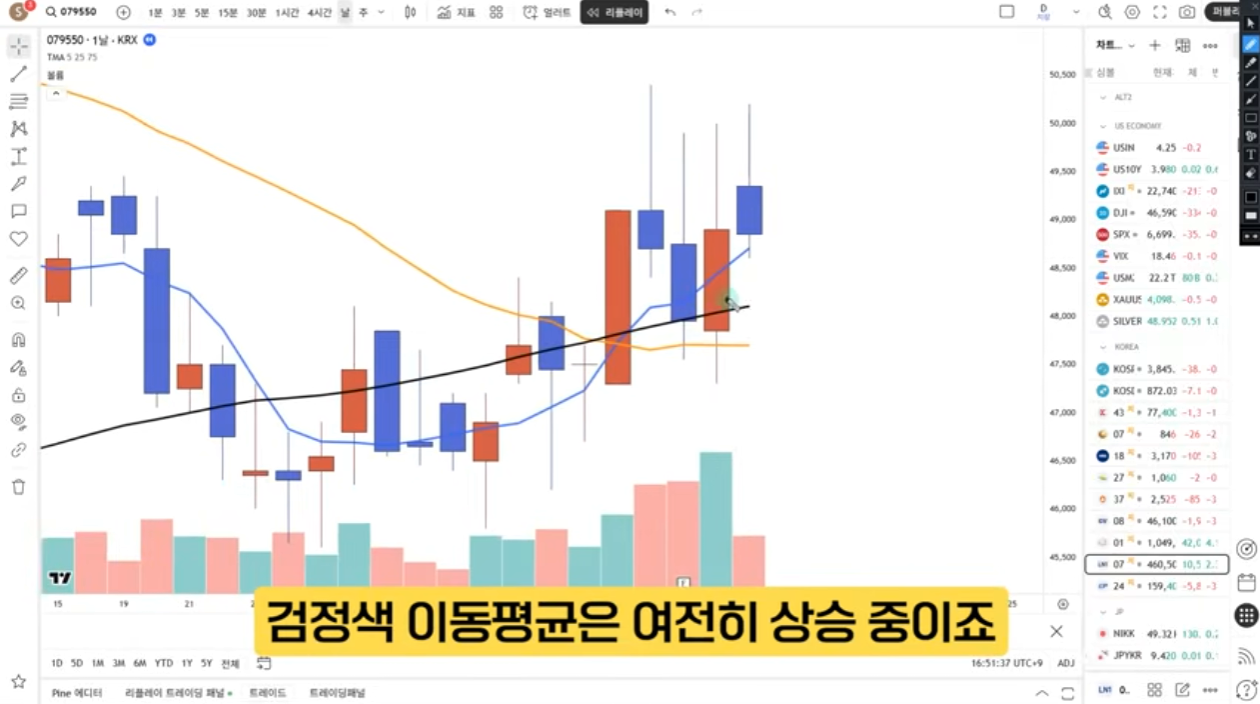 S 3 079550 1분 3분 5분 15분 30분 1시간 4시간 날 주 지표 얼러트 리플레이 D 퍼블리
079550 · 1날 · KRX
TMA 5 25 75
볼륨
50,500
50,000
49,500
49,000
48,500
48,000
47,500
47,000
46,500
46,000
45,500
차트...
심볼 현재. 체 변
ALT2
US ECONOMY
USIN 4.25 -0.2
US10Y 3.980 0.02 0.6
IXI 22,740 -21: -0
DJI 46,590 -334 -0
SPX 6,699. -35. -0
VIX 18.46 -0.1 -0
USM. 22.2 T 80B 0.
XAUUS 4,098. -0.5 -0
SILVER 48.952 0.51 1.0
KOREA
KOSF 3,845. -38. -0
KOSI 872.03 -7.1 -0
43 77,400 -1,3 -1
07 846 -26 -2
18 3,170 -105 -3
27 1,060 -2 -0
37 2,525 -85 -3
08 46,100 -1,9 -3
01 1,049, 42,0 4.
07 460,50 10,5 2.
24 159,40 -5,8 -3
JP
NIKK 49.321 130. 0.2
JPYKR 9.420 0.01 0.
E
15 19 21 25
검정색 이동평균은 여전히 상승 중이죠
1D 5D 1M 3M 6M YTD 1Y 5Y 전체 16:51:37 UTC+9 ADJ
Pine 에디터 리플레이 트레이딩 패널 트레이드 트레이딩패널 LN1 0..